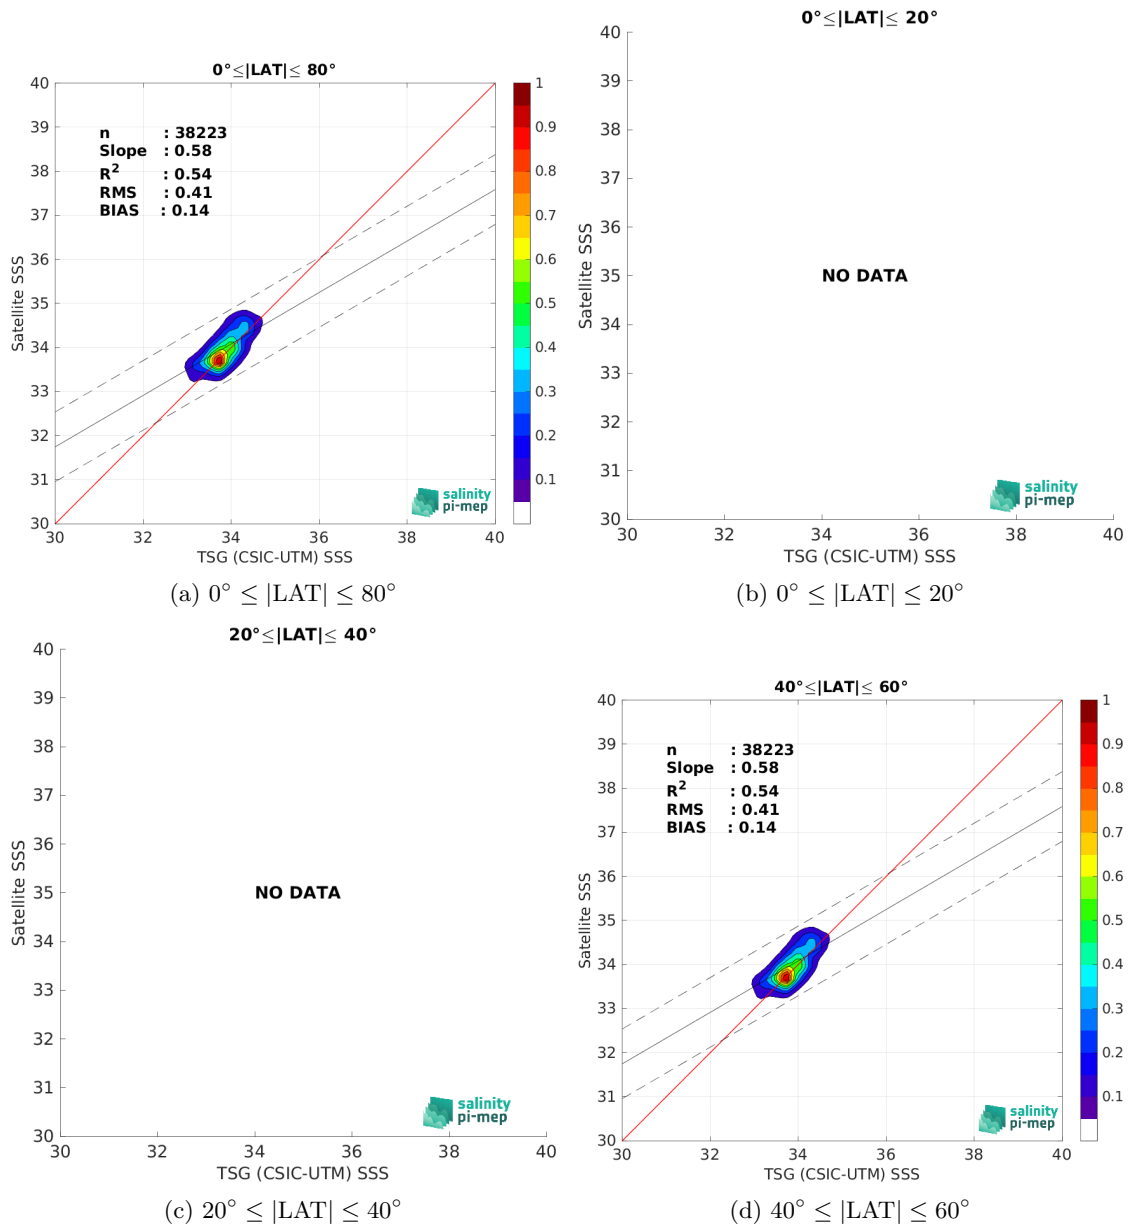 0°≤|LAT|≤ 80°
40
39
38
37
36
35
34
33
32
31
30
30
32
34
36
38
40
Satellite SSS
TSG (CSIC-UTM) SSS
n : 38223
Slope : 0.58
R² : 0.54
RMS : 0.41
BIAS : 0.14
salinity
pi-mep
1
0.9
0.8
0.7
0.6
0.5
0.4
0.3
0.2
0.1
(a) 0° ≤ |LAT| ≤ 80°
0°≤|LAT|≤ 20°
40
39
38
37
36
35
34
33
32
31
30
30
32
34
36
38
40
Satellite SSS
TSG (CSIC-UTM) SSS
NO DATA
salinity
pi-mep
(b) 0° ≤ |LAT| ≤ 20°
20°≤|LAT|≤ 40°
40
39
38
37
36
35
34
33
32
31
30
30
32
34
36
38
40
Satellite SSS
TSG (CSIC-UTM) SSS
NO DATA
salinity
pi-mep
(c) 20° ≤ |LAT| ≤ 40°
40°≤|LAT|≤ 60°
40
39
38
37
36
35
34
33
32
31
30
30
32
34
36
38
40
Satellite SSS
TSG (CSIC-UTM) SSS
n : 38223
Slope : 0.58
R² : 0.54
RMS : 0.41
BIAS : 0.14
salinity
pi-mep
1
0.9
0.8
0.7
0.6
0.5
0.4
0.3
0.2
0.1
(d) 40° ≤ |LAT| ≤ 60°